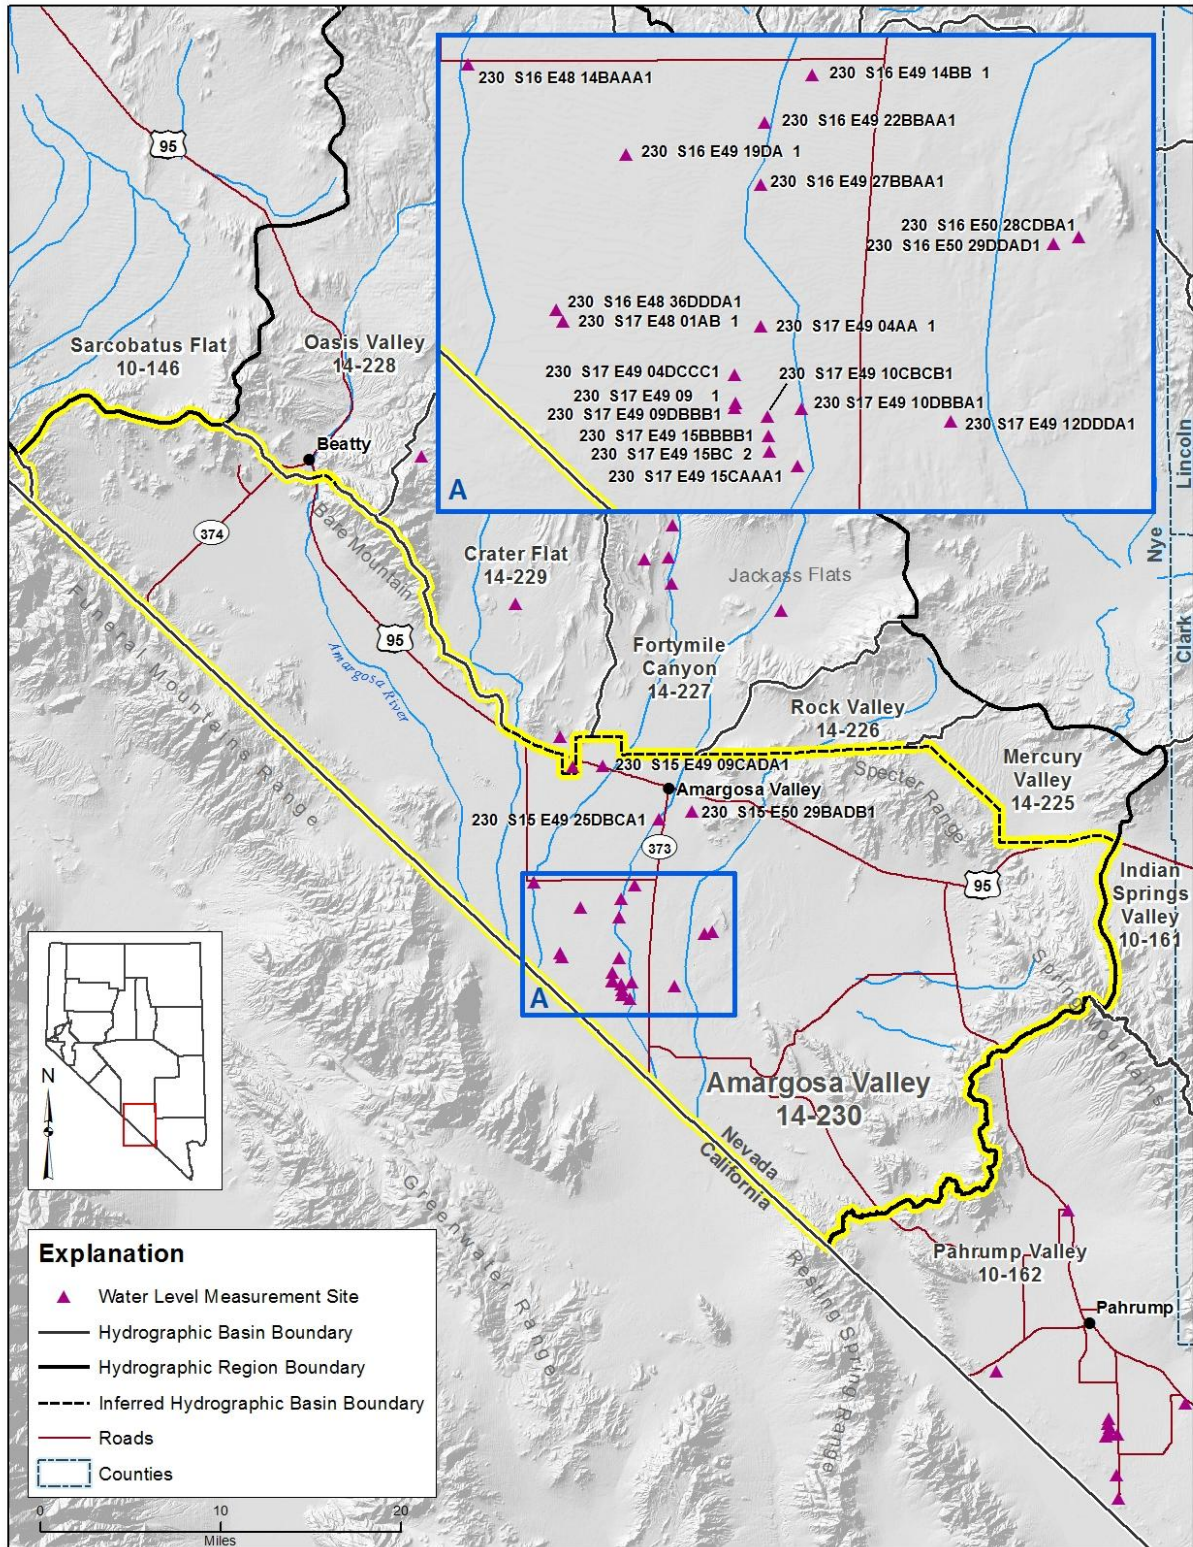 230 S16 E48 14BAAA1
230 S16 E49 14BB 1
230 S16 E49 22BBAA1
230 S16 E49 19DA 1
230 S16 E49 27BBAA1
230 S16 E50 28CDBA1
230 S16 E50 29DDAD1
230 S16 E48 36DDDA1
230 S17 E48 01AB 1
230 S17 E49 04AA 1
230 S17 E49 04DCCC1
230 S17 E49 10CBCB1
230 S17 E49 09 1
230 S17 E49 10DBBA1
230 S17 E49 09DBBB1
230 S17 E49 12DDDA1
230 S17 E49 15BBBB1
230 S17 E49 15BC 2
230 S17 E49 15CAAA1
A
95
Sarcobatus Flat
10-146
Oasis Valley
14-228
Beatty
Lincoln
Nye
Clark
374
Bare Mountain
Crater Flat
14-229
Jackass Flats
Funeral Mountains Range
95
Amargosa River
Fortymile
Canyon
14-227
Rock Valley
14-226
Mercury
Valley
14-225
230 S15 E49 09CADA1
Specter Range
Amargosa Valley
230 S15 E49 25DBCA1
230 S15 E50 29BADB1
373
95
Indian
Springs
Valley
10-161
A
Spring Mountains
Amargosa Valley
14-230
Nevada
California
N
Greenwater Range
Resting Spring Range
Pahrump Valley
10-162
Pahrump
Explanation
Water Level Measurement Site
Hydrographic Basin Boundary
Hydrographic Region Boundary
Inferred Hydrographic Basin Boundary
Roads
Counties
0 10 20
Miles